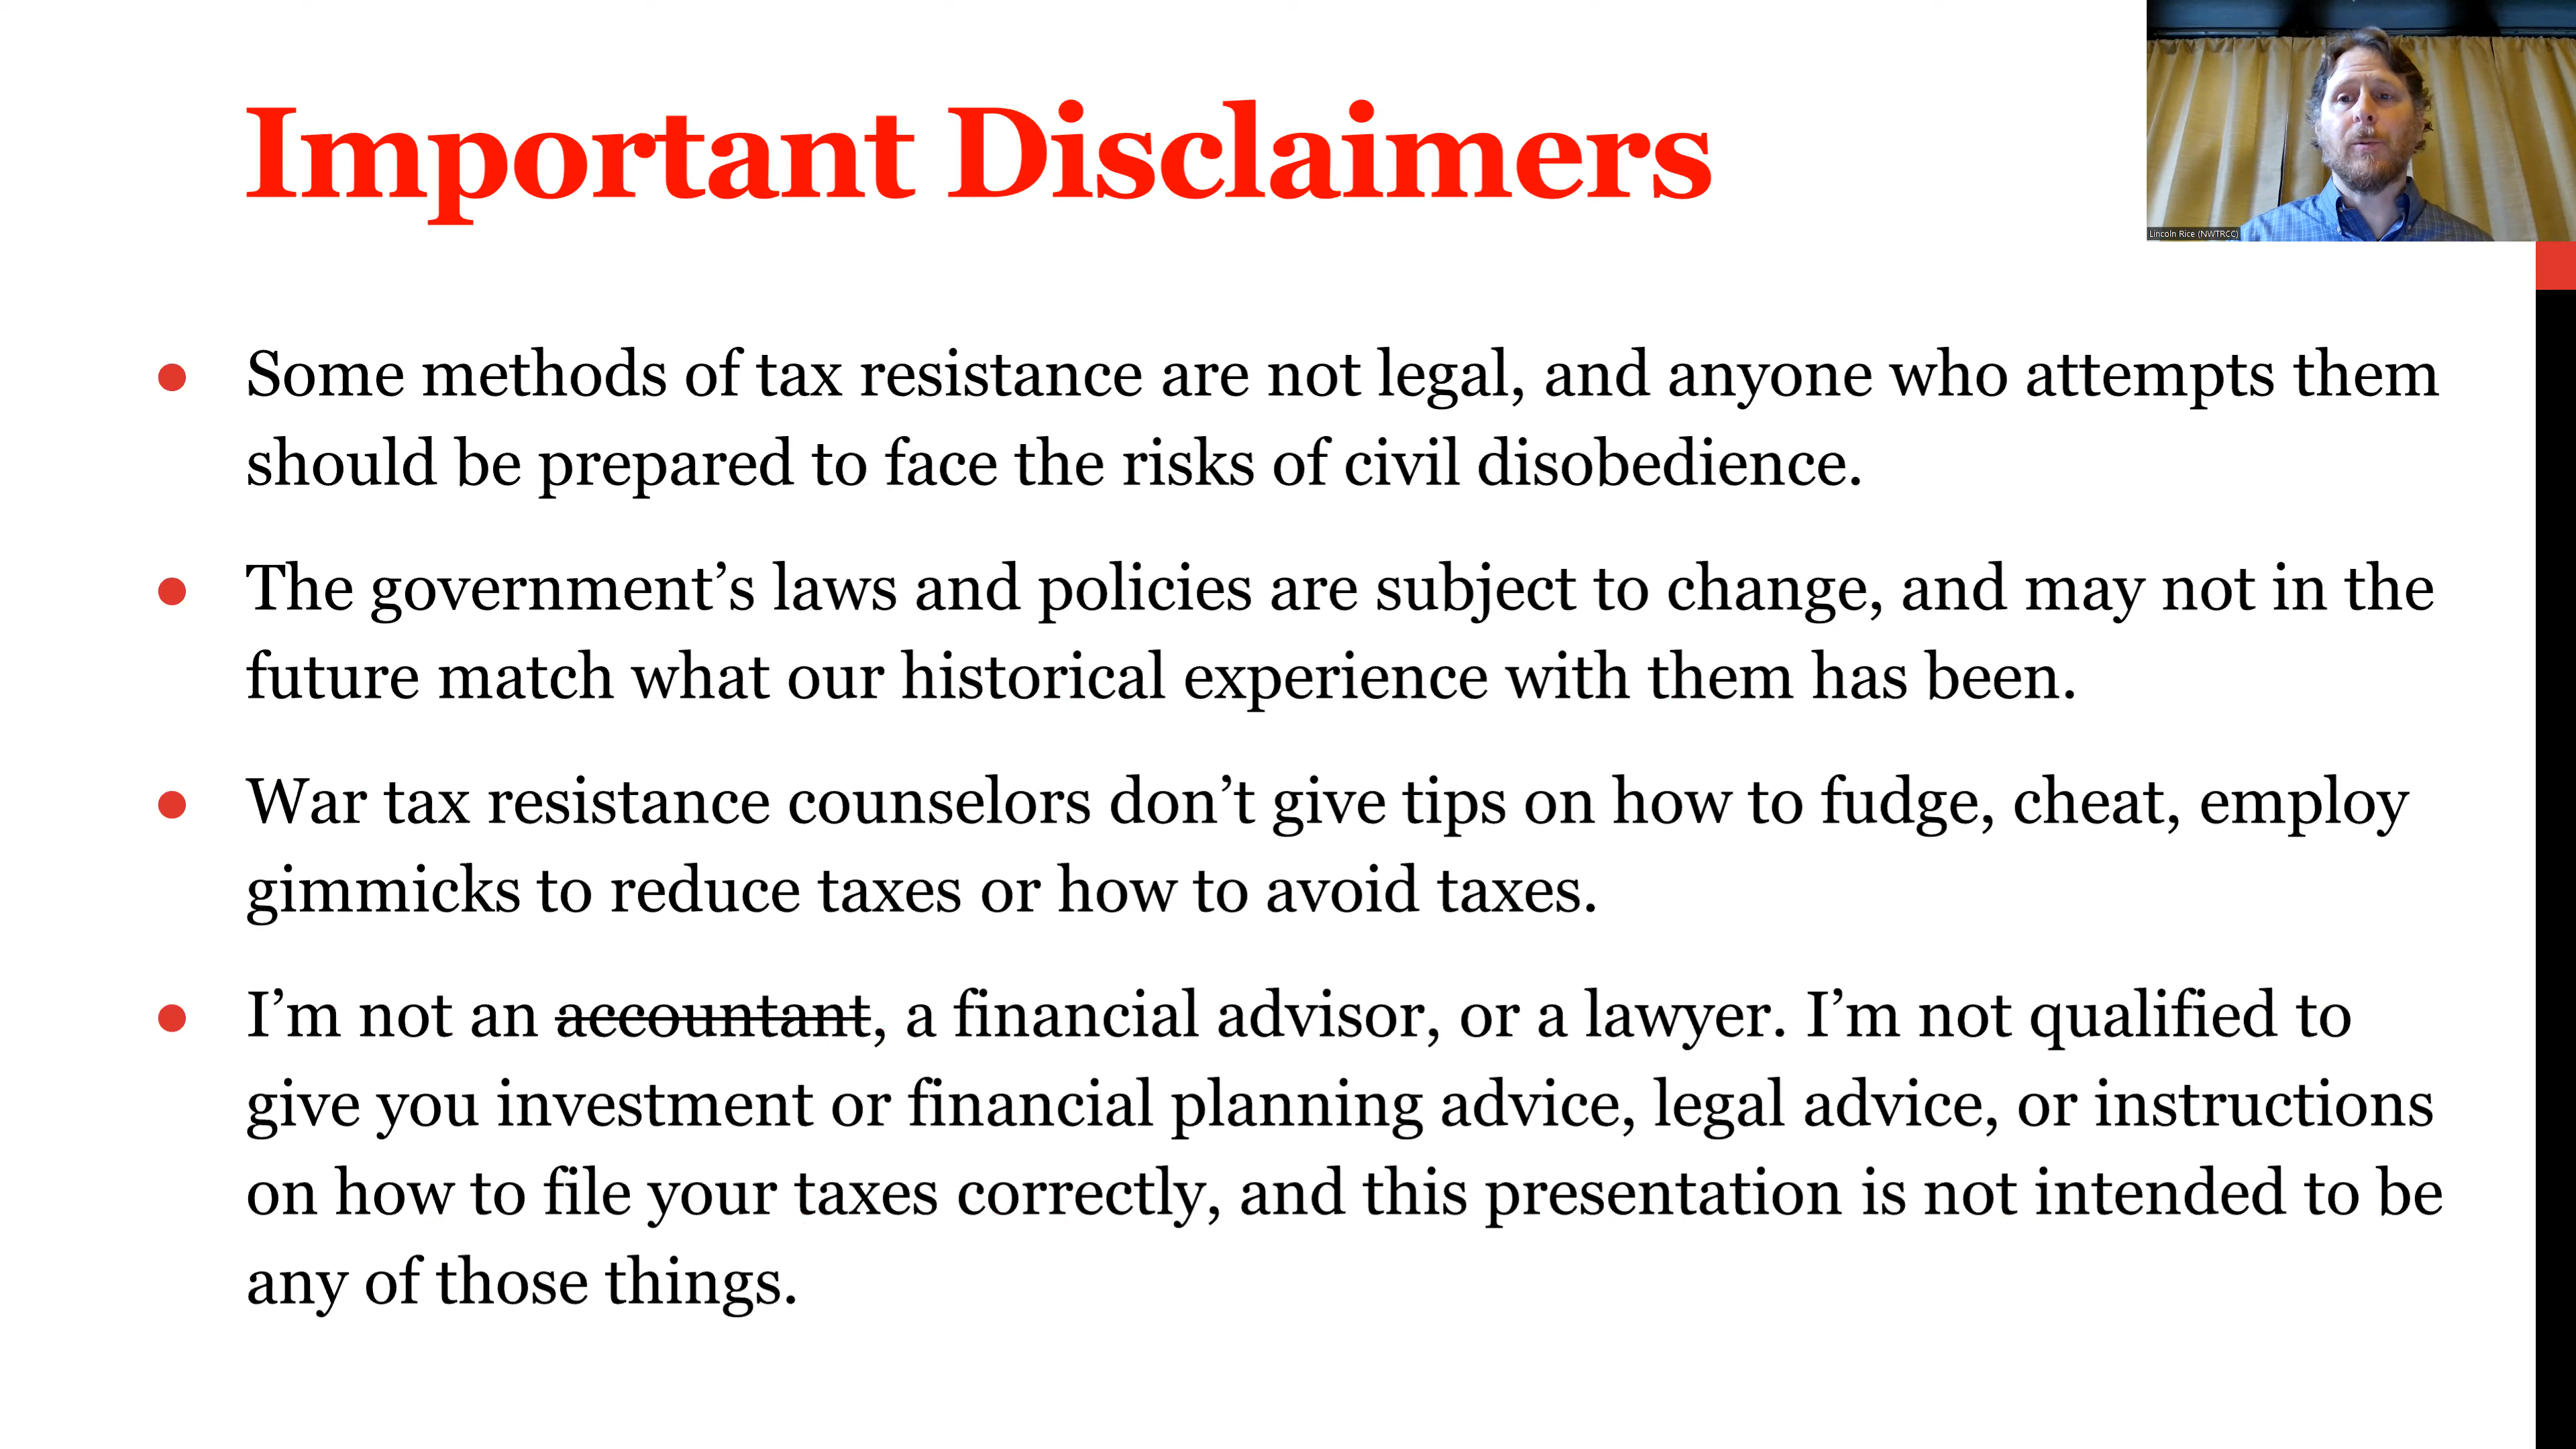 Important Disclaimers
Lincoln Rice (NWTRCC)
● Some methods of tax resistance are not legal, and anyone who attempts them
should be prepared to face the risks of civil disobedience.
● The government’s laws and policies are subject to change, and may not in the
future match what our historical experience with them has been.
● War tax resistance counselors don’t give tips on how to fudge, cheat, employ
gimmicks to reduce taxes or how to avoid taxes.
● I’m not an accountant, a financial advisor, or a lawyer. I’m not qualified to
give you investment or financial planning advice, legal advice, or instructions
on how to file your taxes correctly, and this presentation is not intended to be
any of those things.